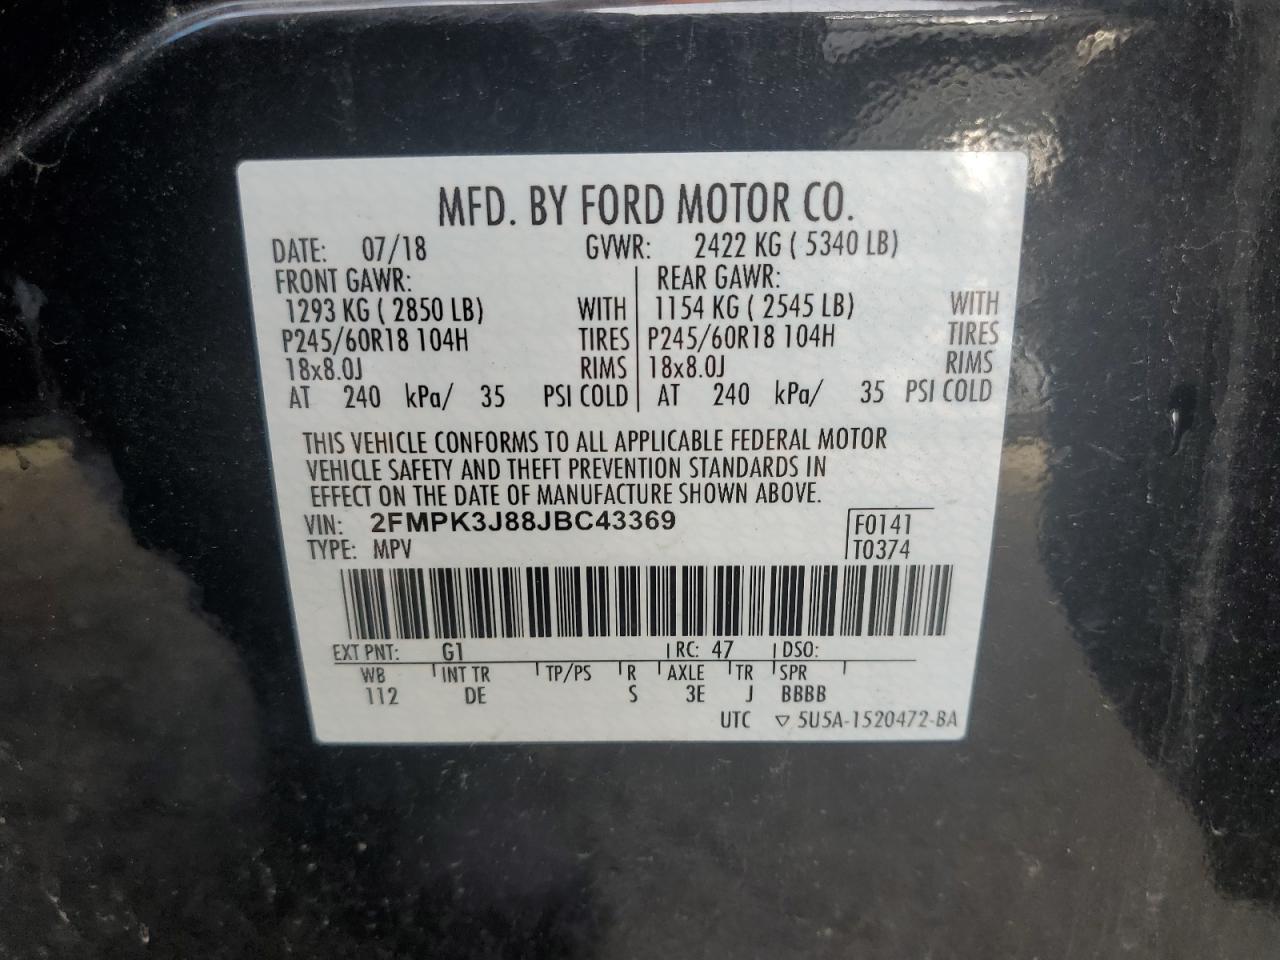 MFD. BY FORD MOTOR CO.
DATE: 07/18 GVWR: 2422 KG ( 5340 LB)
FRONT GAWR: REAR GAWR:
1293 KG ( 2850 LB) WITH 1154 KG ( 2545 LB) WITH
P245/60R18 104H TIRES P245/60R18 104H TIRES
18x8.0J RIMS 18x8.0J RIMS
AT 240 kPa/ 35 PSI COLD AT 240 kPa/ 35 PSI COLD
THIS VEHICLE CONFORMS TO ALL APPLICABLE FEDERAL MOTOR
VEHICLE SAFETY AND THEFT PREVENTION STANDARDS IN
EFFECT ON THE DATE OF MANUFACTURE SHOWN ABOVE.
VIN: 2FMPK3J88JBC43369 F0141
TYPE: MPV T0374
EXT PNT: G1 RC: 47 DSO:
WB INT TR TP/PS R AXLE TR SPR
112 DE S 3E J BBBB
UTC ▽ 5U5A-1520472-BA